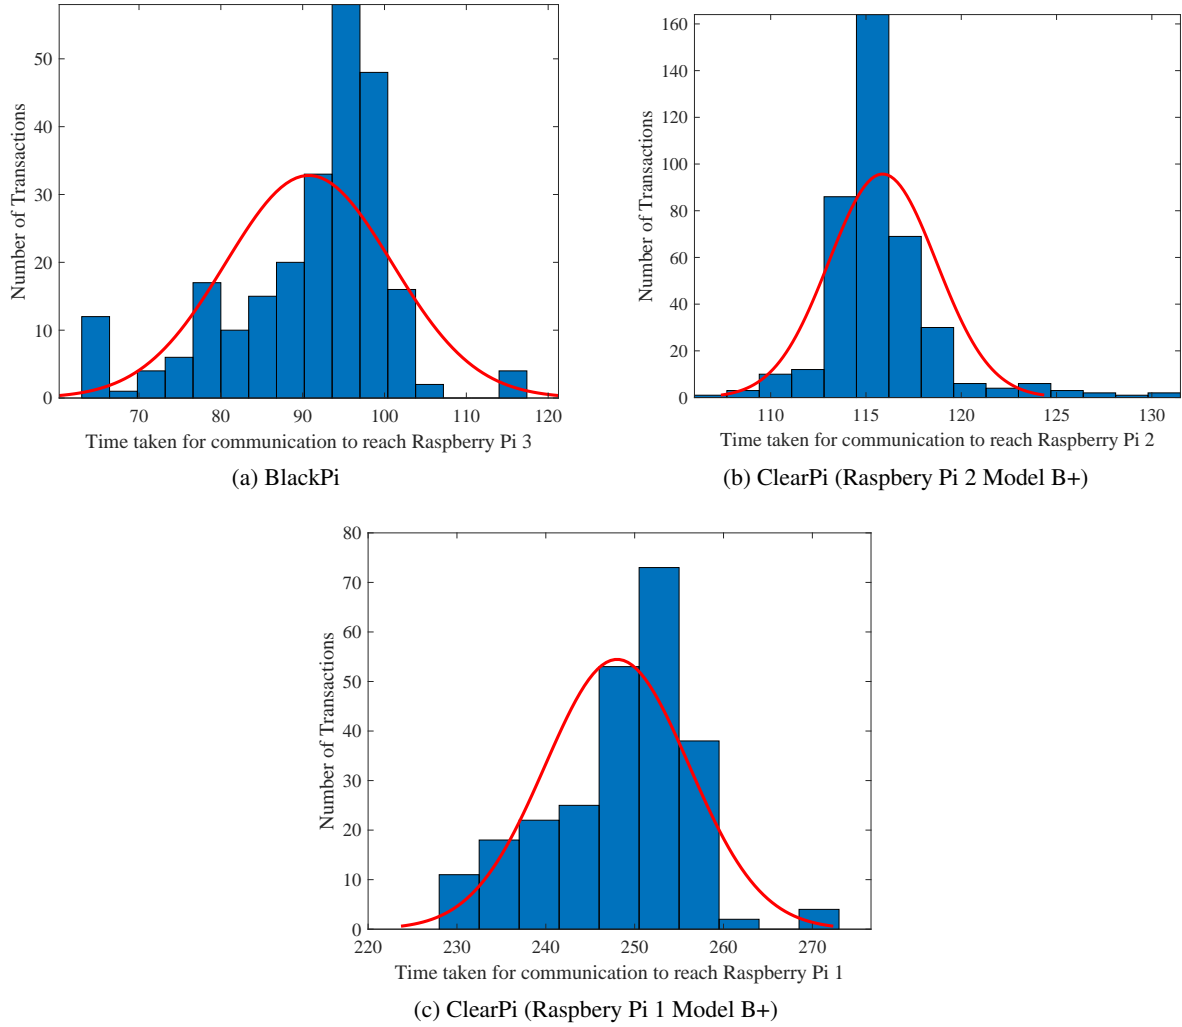 50
40
30
20
10
0
Number of Transactions
70 80 90 100 110 120
Time taken for communication to reach Raspberry Pi 3
(a) BlackPi
160
140
120
100
80
60
40
20
0
Number of Transactions
110 115 120 125 130
Time taken for communication to reach Raspberry Pi 2
(b) ClearPi (Raspbery Pi 2 Model B+)
80
70
60
50
40
30
20
10
0
Number of Transactions
220 230 240 250 260 270
Time taken for communication to reach Raspberry Pi 1
(c) ClearPi (Raspbery Pi 1 Model B+)